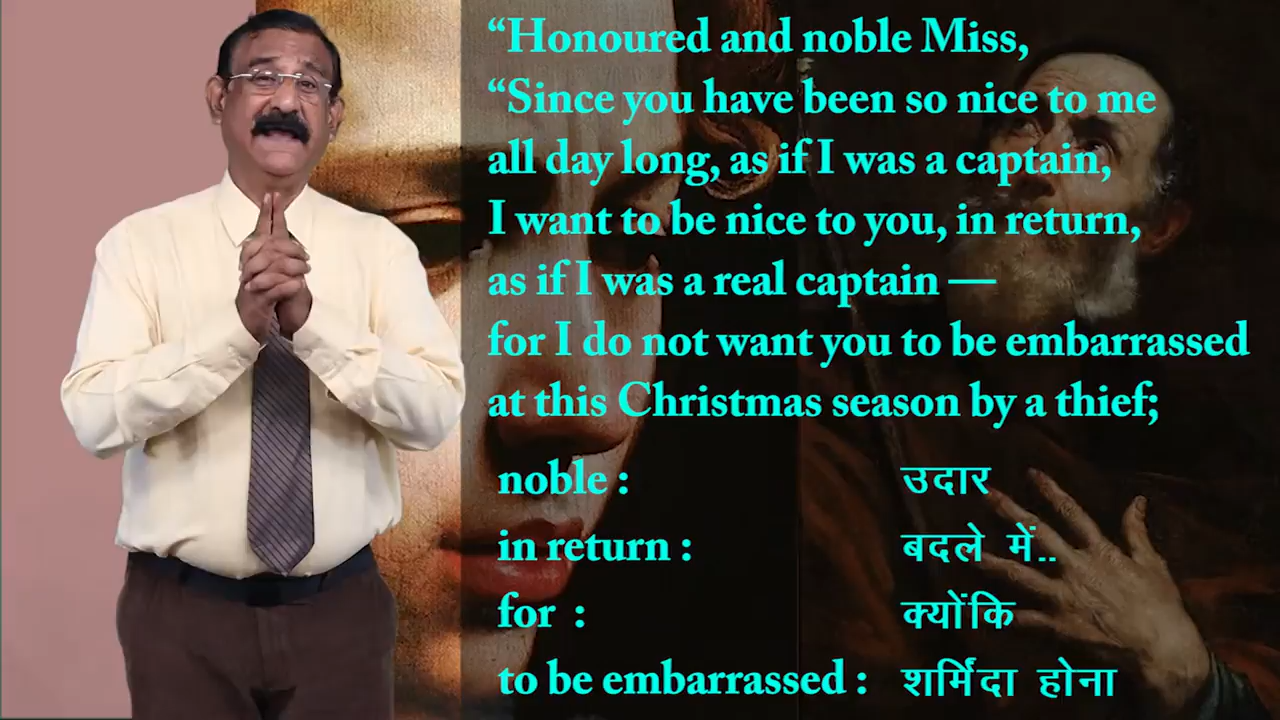 “Honoured and noble Miss,
“Since you have been so nice to me
all day long, as if I was a captain,
I want to be nice to you, in return,
as if I was a real captain —
for I do not want you to be embarrassed
at this Christmas season by a thief;
noble : उदार
in return : बदले में..
for : क्योंकि
to be embarrassed : शर्मिंदा होना